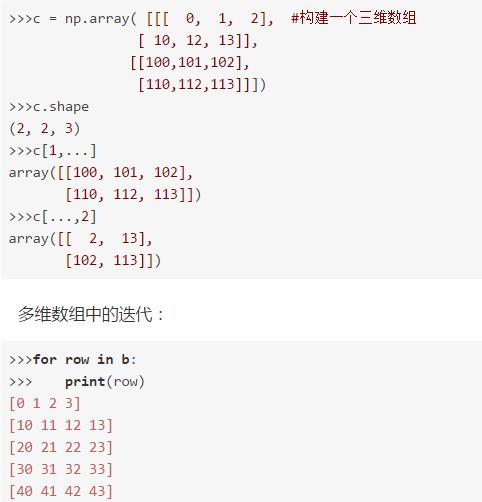 >>>c = np.array( [[[  0,  1,  2],  #构建一个三维数组
                 [ 10, 12, 13]],
                [[100,101,102],
                 [110,112,113]]])
>>>c.shape
(2, 2, 3)
>>>c[1,...]
array([[100, 101, 102],
       [110, 112, 113]])
>>>c[...,2]
array([[  2,  13],
       [102, 113]])
多维数组中的迭代：
>>>for row in b:
>>>    print(row)
[0 1 2 3]
[10 11 12 13]
[20 21 22 23]
[30 31 32 33]
[40 41 42 43]